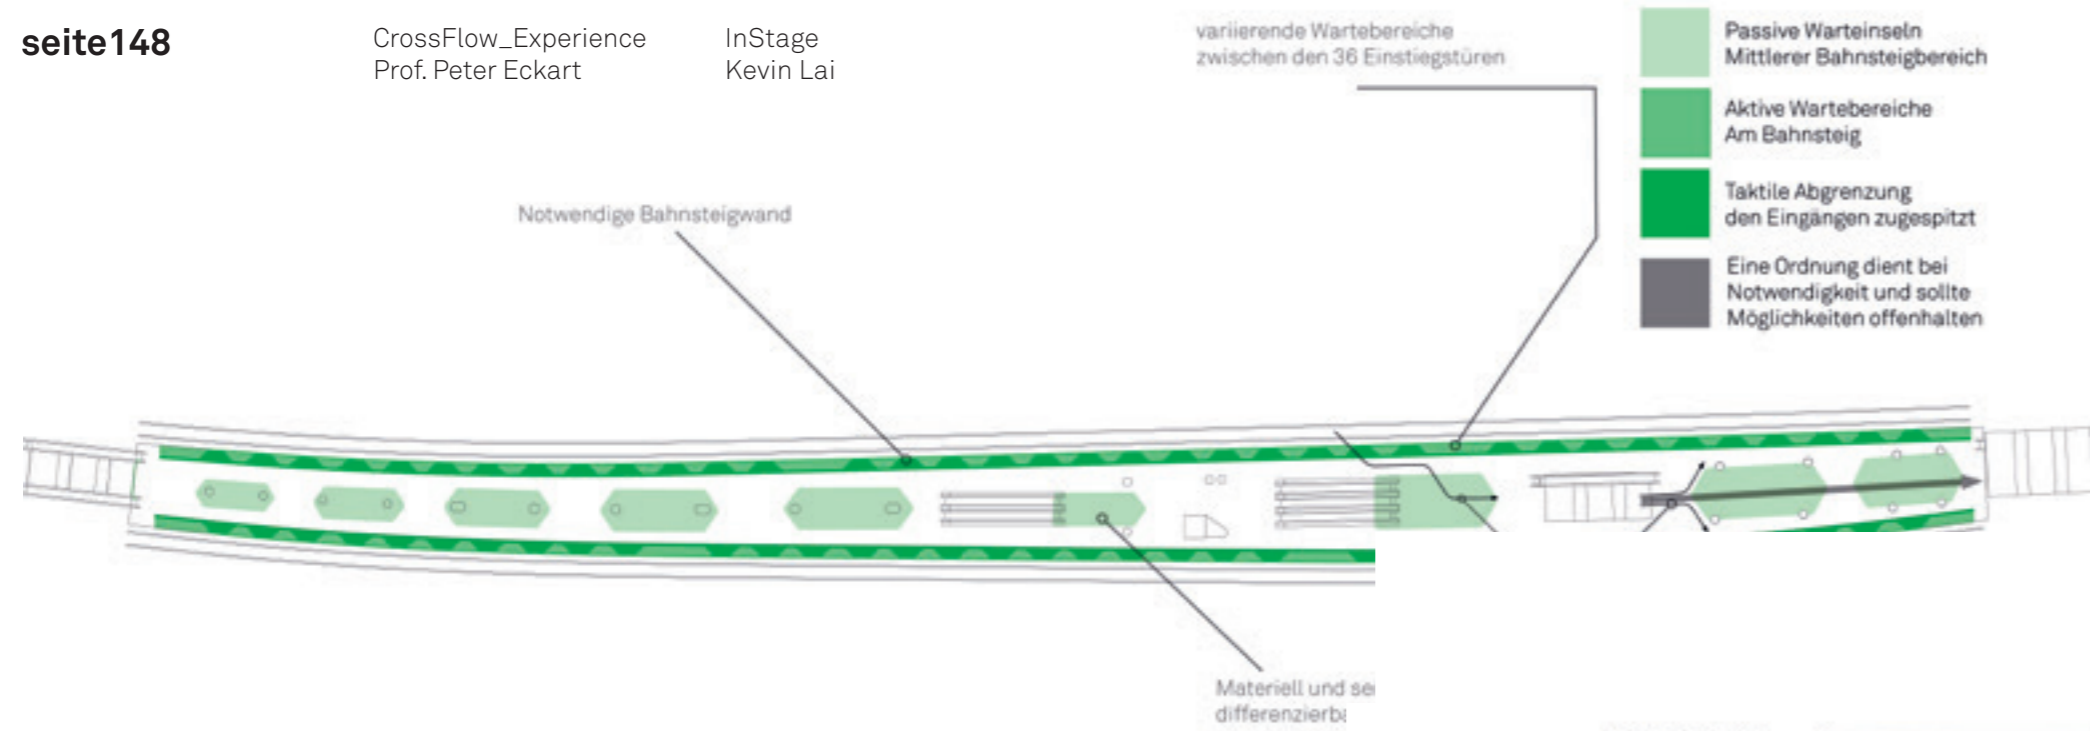 seite148
CrossFlow_Experience
Prof. Peter Eckart
InStage
Kevin Lai
variierende Wartebereiche
zwischen den 36 Einstiegstüren
Passive Warteinseln
Mittlerer Bahnsteigbereich
Aktive Wartebereiche
Am Bahnsteig
Taktile Abgrenzung
den Eingängen zugespitzt
Eine Ordnung dient bei
Notwendigkeit und sollte
Möglichkeiten offenhalten
Notwendige Bahnsteigwand
Materiell und